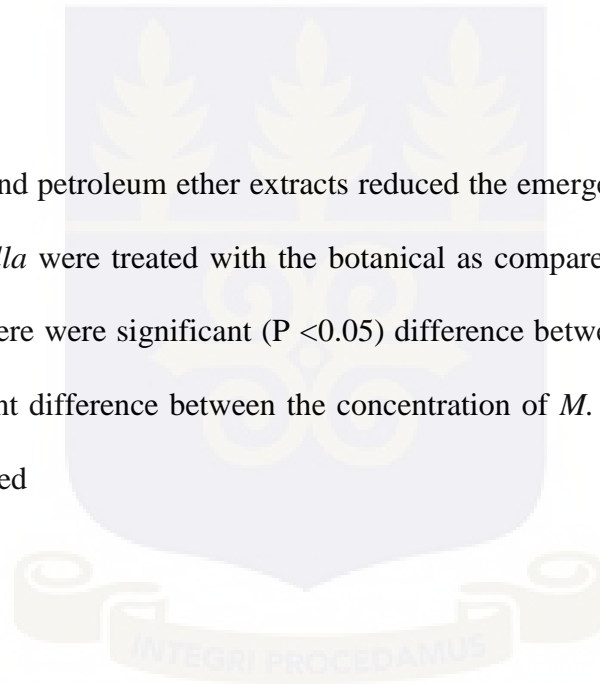 nd petroleum ether extracts reduced the emerge
lla were treated with the botanical as compare
ere were significant (P <0.05) difference betwe
nt difference between the concentration of M.
ed
INTEGRI PROCEDAMUS